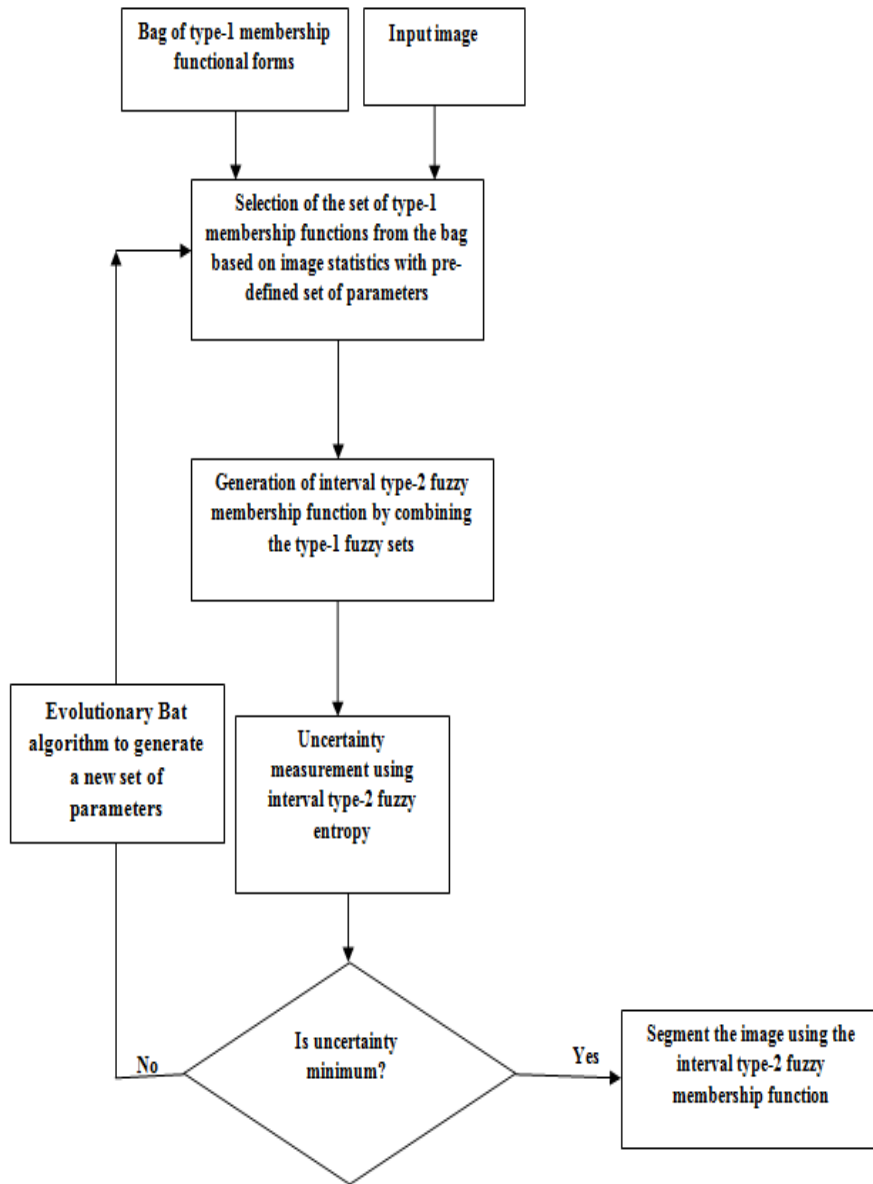 Bag of type-1 membership
functional forms
Input image
Selection of the set of type-1
membership functions from the bag
based on image statistics with pre-
defined set of parameters
Generation of interval type-2 fuzzy
membership function by combining
the type-1 fuzzy sets
Evolutionary Bat
algorithm to generate
a new set of
parameters
Uncertainty
measurement using
interval type-2 fuzzy
entropy
Is uncertainty
minimum?
No
Yes
Segment the image using the
interval type-2 fuzzy
membership function